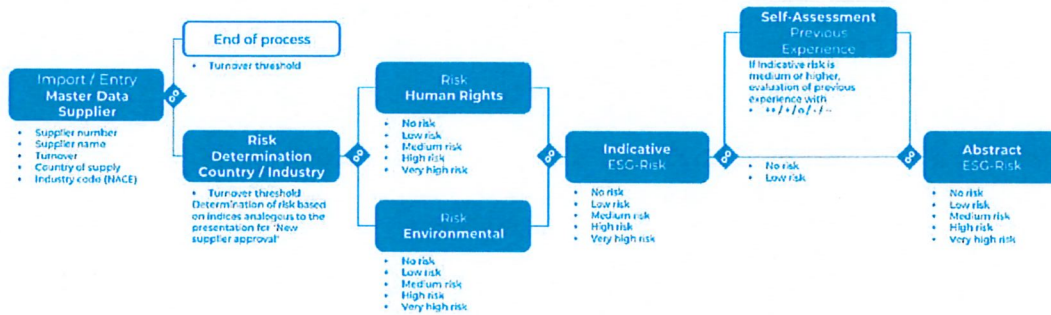 Import / Entry
Master Data
Supplier
• Supplier number
• Supplier name
• Turnover
• Country of supply
• Industry code (NACE)
End of process
• Turnover threshold
Risk
Determination
Country / Industry
• Turnover threshold
Determination of risk based
on indices analogous to the
presentation for "New
supplier approval"
Risk
Human Rights
• No risk
• Low risk
• Medium risk
• High risk
• Very high risk
Risk
Environmental
• No risk
• Low risk
• Medium risk
• High risk
• Very high risk
Indicative
ESG-Risk
• No risk
• Low risk
• Medium risk
• High risk
• Very high risk
Self-Assessment
Previous
Experience
If Indicative risk is
medium or higher,
evaluation of previous
experience with
• ++ / + / o / - / --
• No risk
• Low risk
Abstract
ESG-Risk
• No risk
• Low risk
• Medium risk
• High risk
• Very high risk